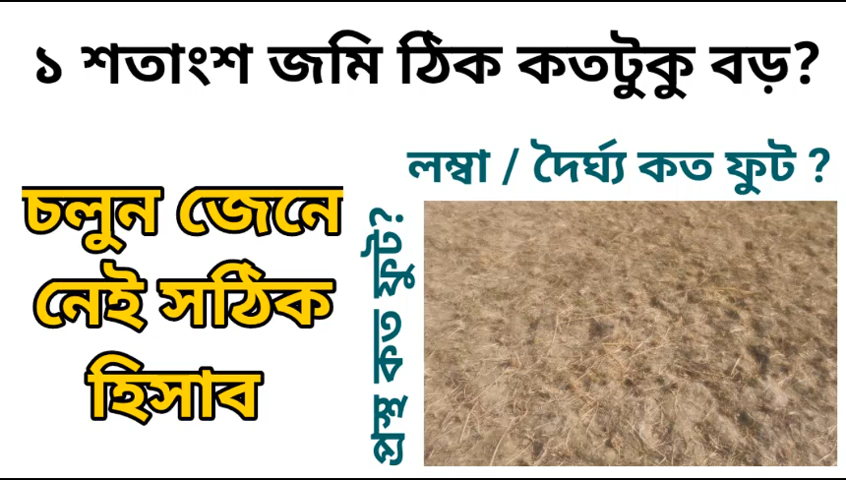 ১ শতাংশ জমি ঠিক কতটুকু বড়?
লম্বা / দৈর্ঘ্য কত ফুট ?
প্রস্থ কত ফুট?
চলুন জেনে
নেই সঠিক
হিসাব